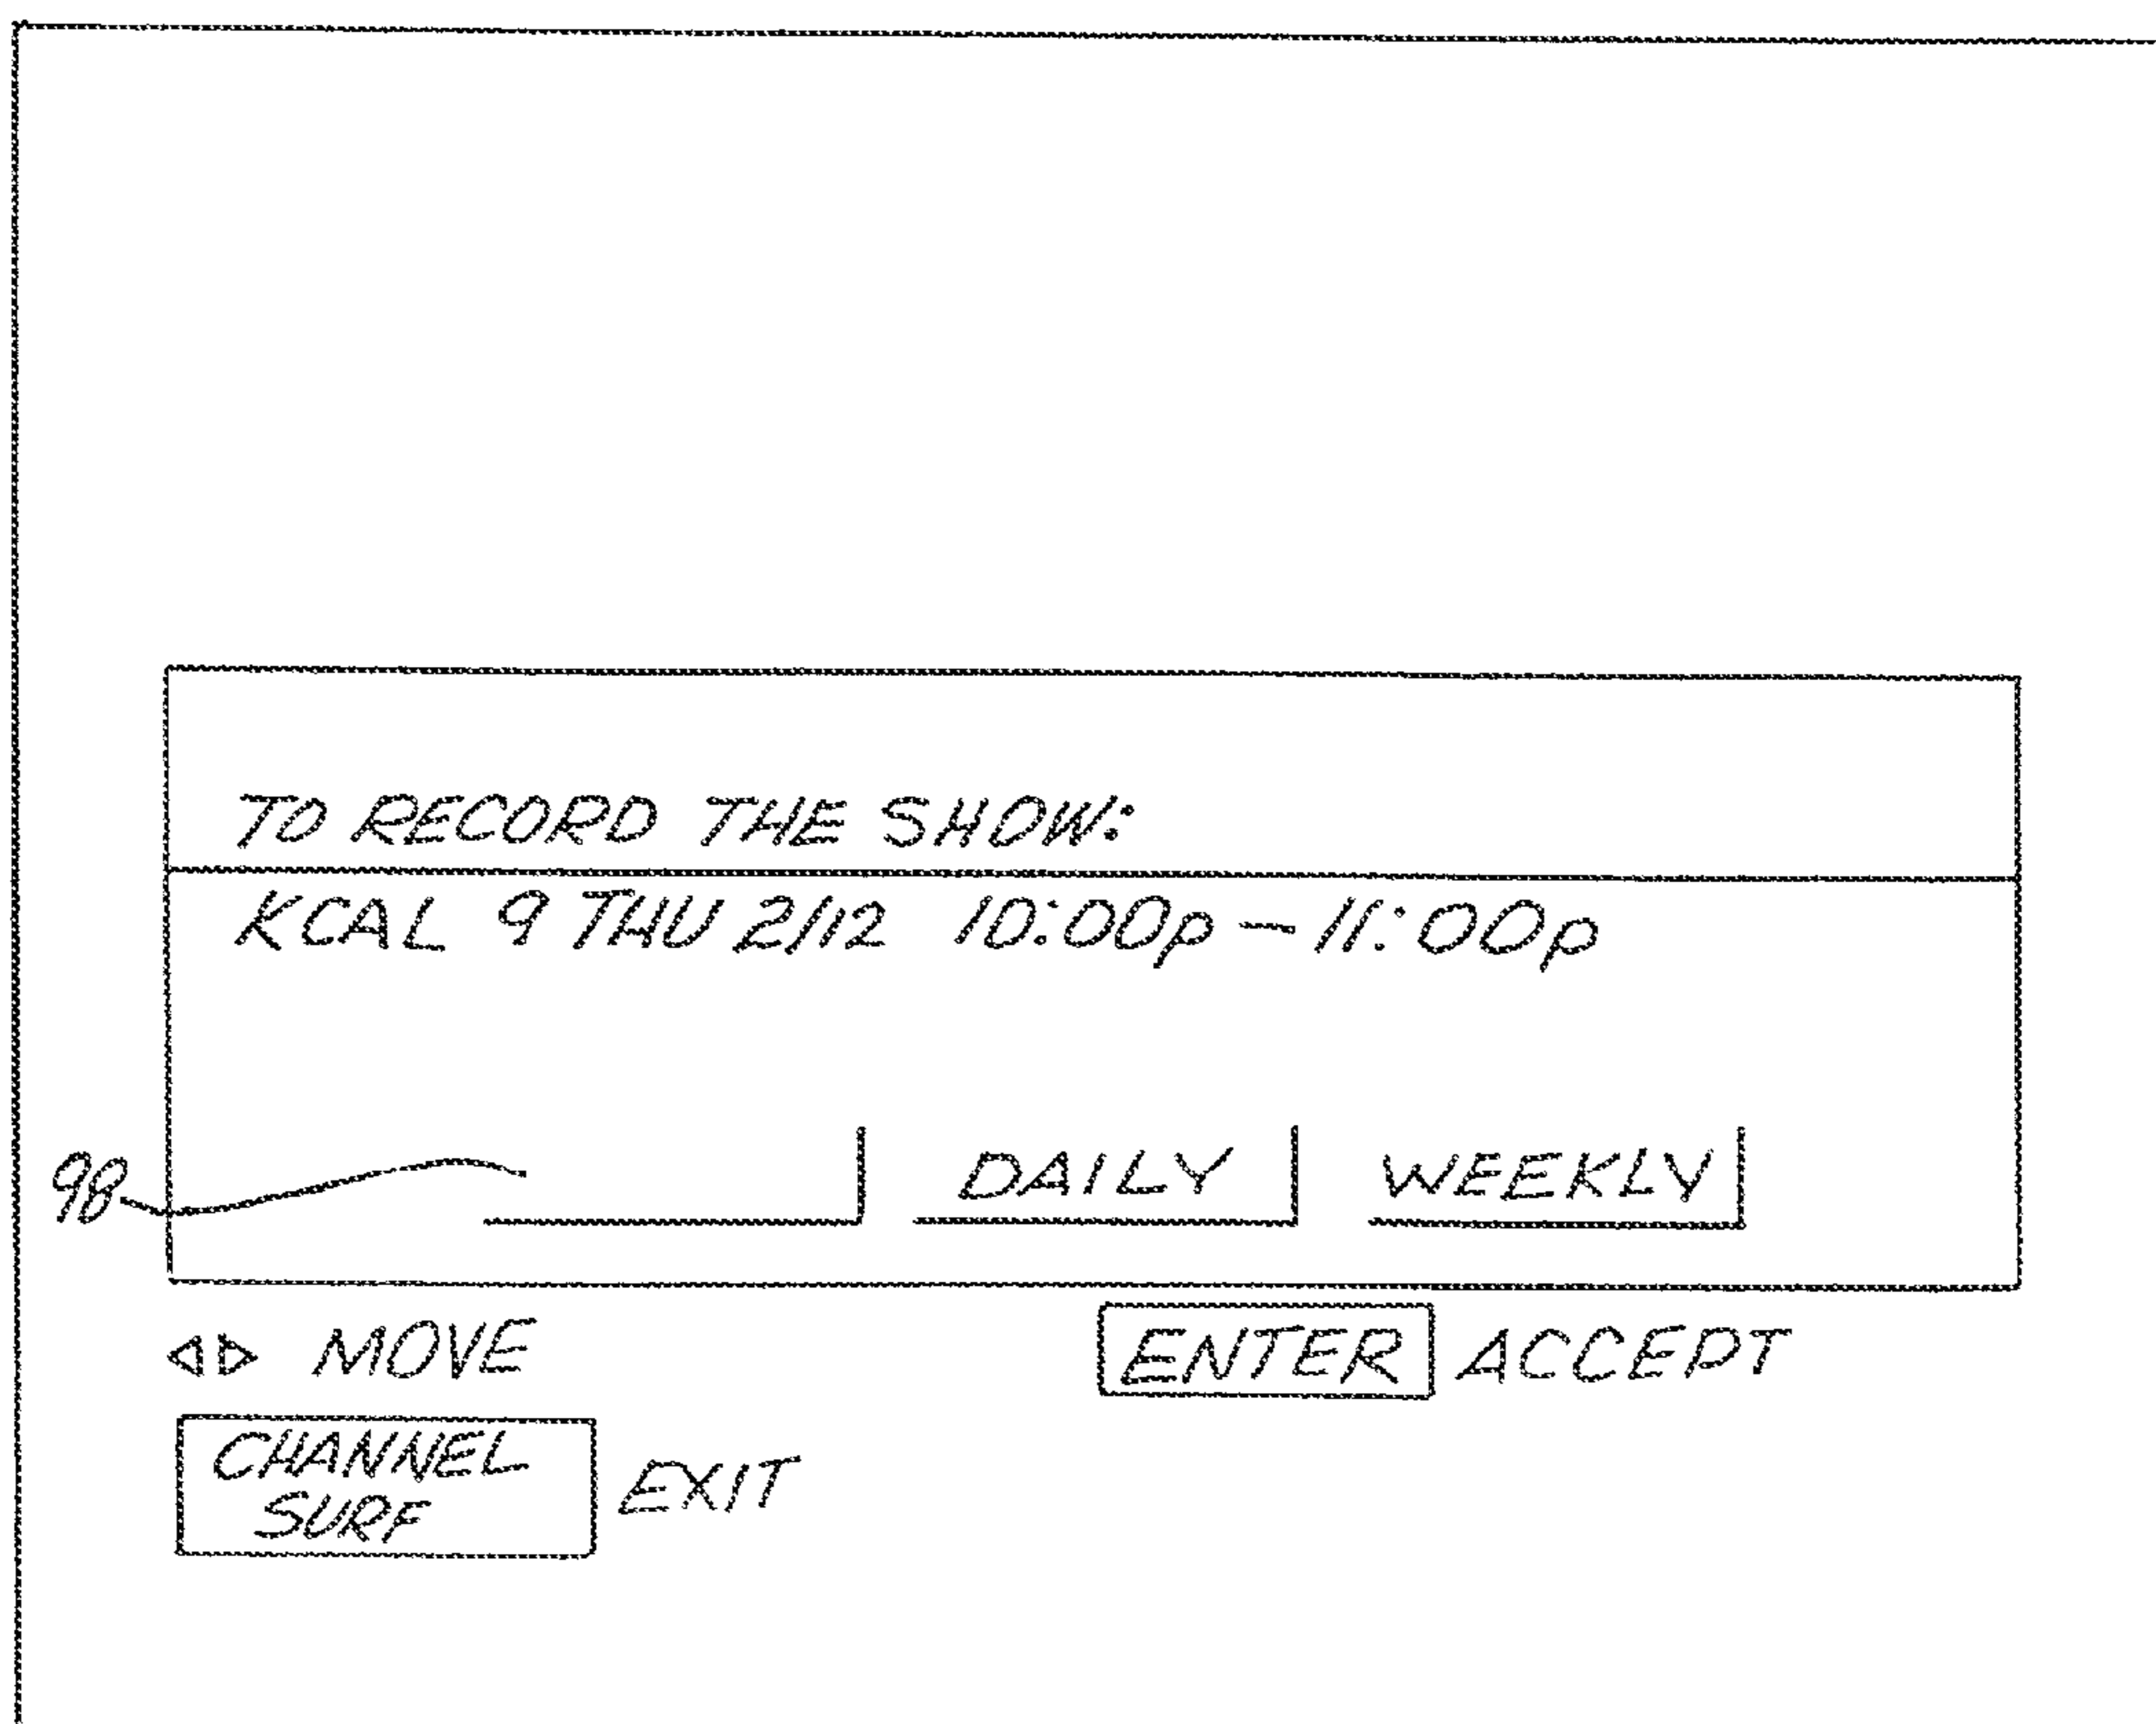 TO RECORD THE SHOW:
KCAL 9 THU 2/12 10:00p - 11:00p
98 DAILY WEEKLY
◁▷ MOVE ENTER ACCEPT
CHANNEL
SURF EXIT